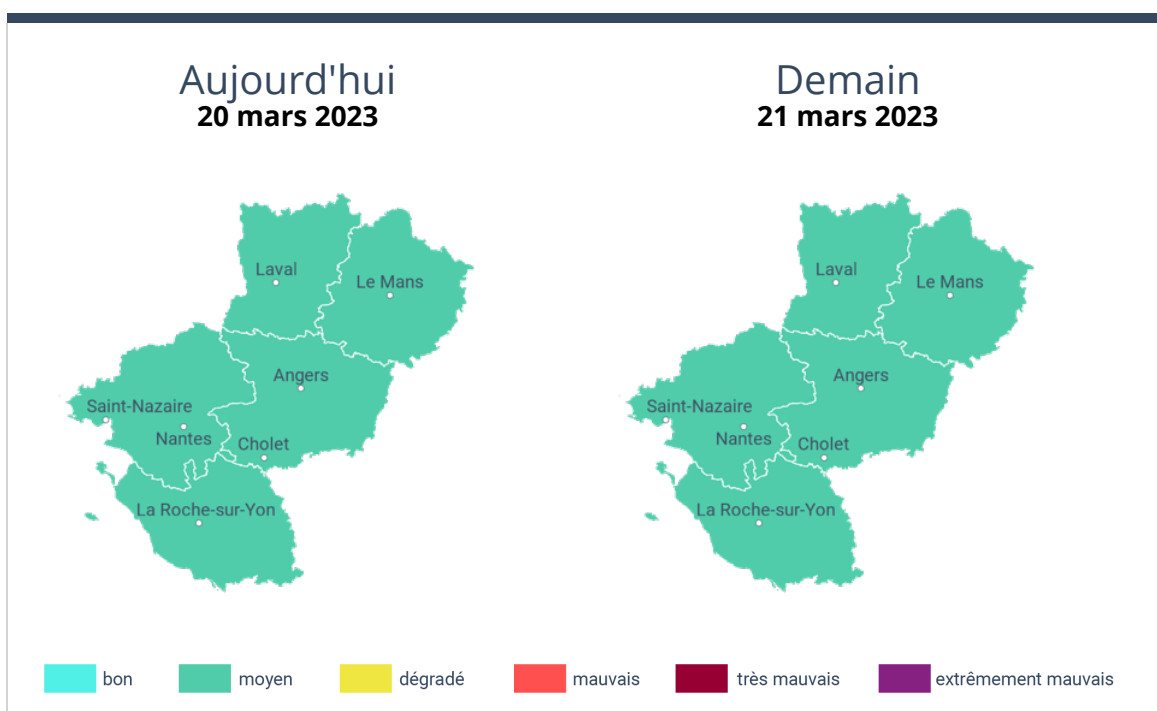 Aujourd'hui
20 mars 2023
Laval
Le Mans
Angers
Saint-Nazaire
Nantes
Cholet
La Roche-sur-Yon
Demain
21 mars 2023
Laval
Le Mans
Angers
Saint-Nazaire
Nantes
Cholet
La Roche-sur-Yon
bon
moyen
dégradé
mauvais
très mauvais
extrêmement mauvais